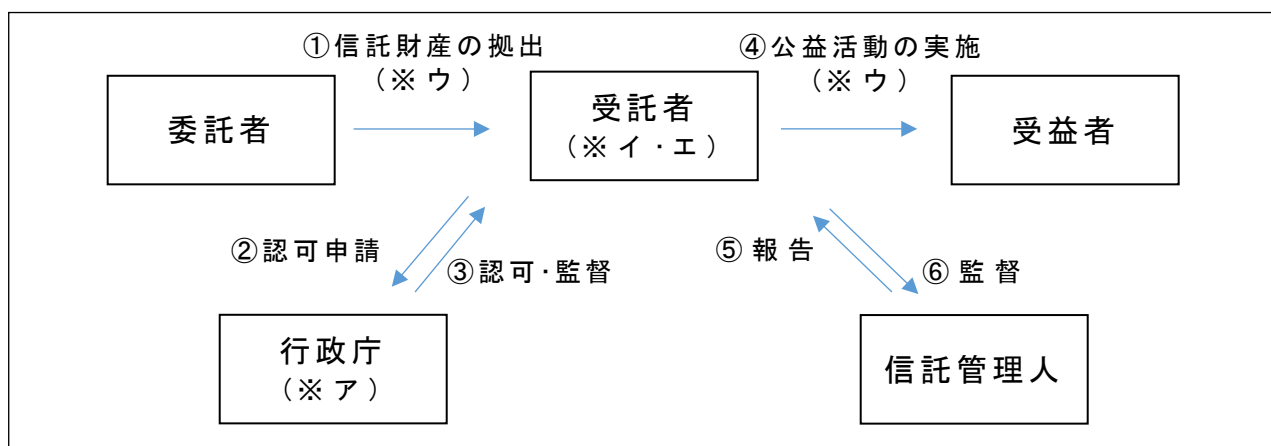 ①信託財産の拠出
（※ウ）
④公益活動の実施
（※ウ）
委託者
受託者
（※イ・エ）
受益者
②認可申請
③認可・監督
⑤報告
⑥監督
行政庁
（※ア）
信託管理人